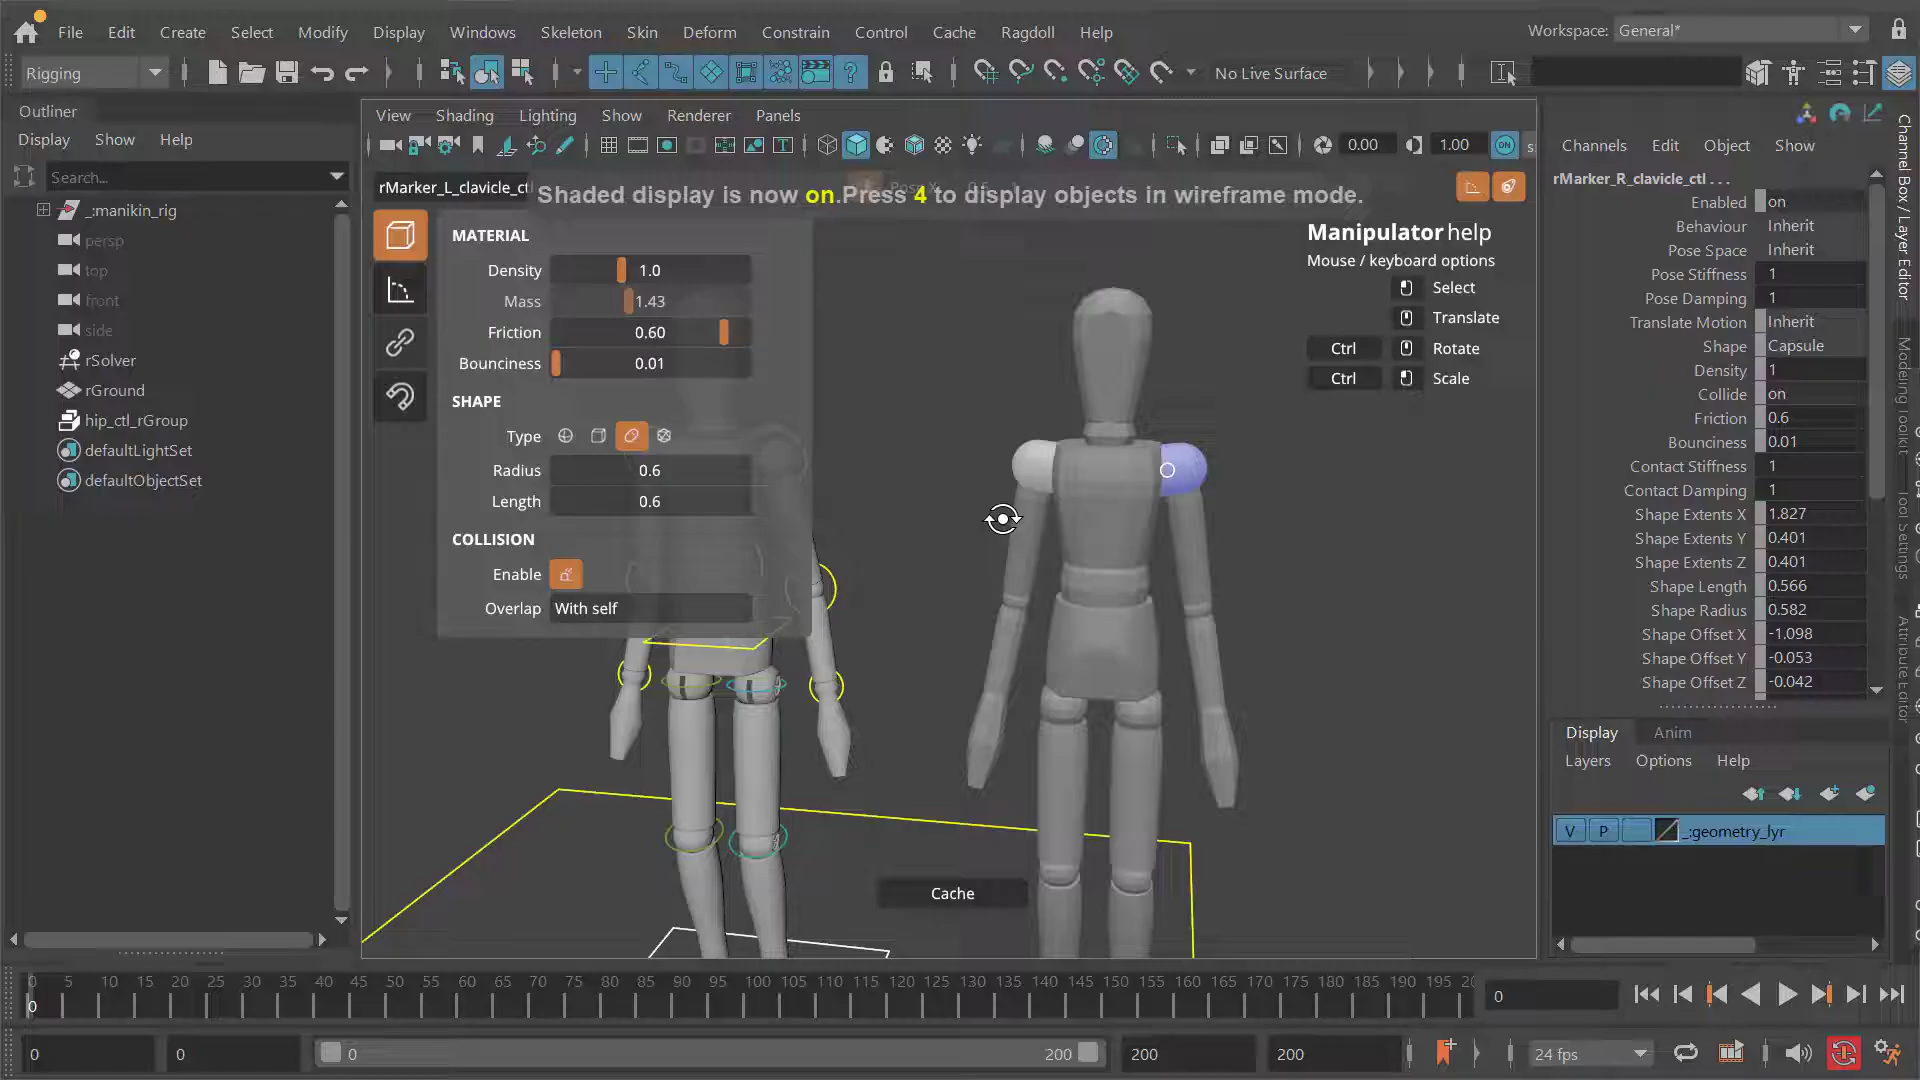 File Edit Create Select Modify Display Windows Skeleton Skin Deform Constrain Control Cache Ragdoll Help
Workspace: General*
Rigging
No Live Surface
Outliner
Display Show Help
Search...
_:manikin_rig
persp
top
front
side
rSolver
rGround
hip_ctl_rGroup
defaultLightSet
defaultObjectSet
View Shading Lighting Show Renderer Panels
0.00
1.00
ON
rMarker_L_clavicle_ctl
Shaded display is now on.Press 4 to display objects in wireframe mode.
MATERIAL
Density 1.0
Mass 1.43
Friction 0.60
Bounciness 0.01
SHAPE
Type
Radius 0.6
Length 0.6
COLLISION
Enable
Overlap With self
Manipulator help
Mouse / keyboard options
Select
Translate
Ctrl Rotate
Ctrl Scale
Cache
Channels Edit Object Show
rMarker_R_clavicle_ctl . . .
Enabled on
Behaviour Inherit
Pose Space Inherit
Pose Stiffness 1
Pose Damping 1
Translate Motion Inherit
Shape Capsule
Density 1
Collide on
Friction 0.6
Bounciness 0.01
Contact Stiffness 1
Contact Damping 1
Shape Extents X 1.827
Shape Extents Y 0.401
Shape Extents Z 0.401
Shape Length 0.566
Shape Radius 0.582
Shape Offset X -1.098
Shape Offset Y -0.053
Shape Offset Z -0.042
Display Anim
Layers Options Help
V P _:geometry_lyr
Channel Box / Layer Editor
Modeling Toolkit
Tool Settings
Attribute Editor
0 5 10 15 20 25 30 35 40 45 50 55 60 65 70 75 80 85 90 95 100 105 110 115 120 125 130 135 140 145 150 155 160 165 170 175 180 185 190 195 20
0
0
0 0 0 200 200 200 24 fps